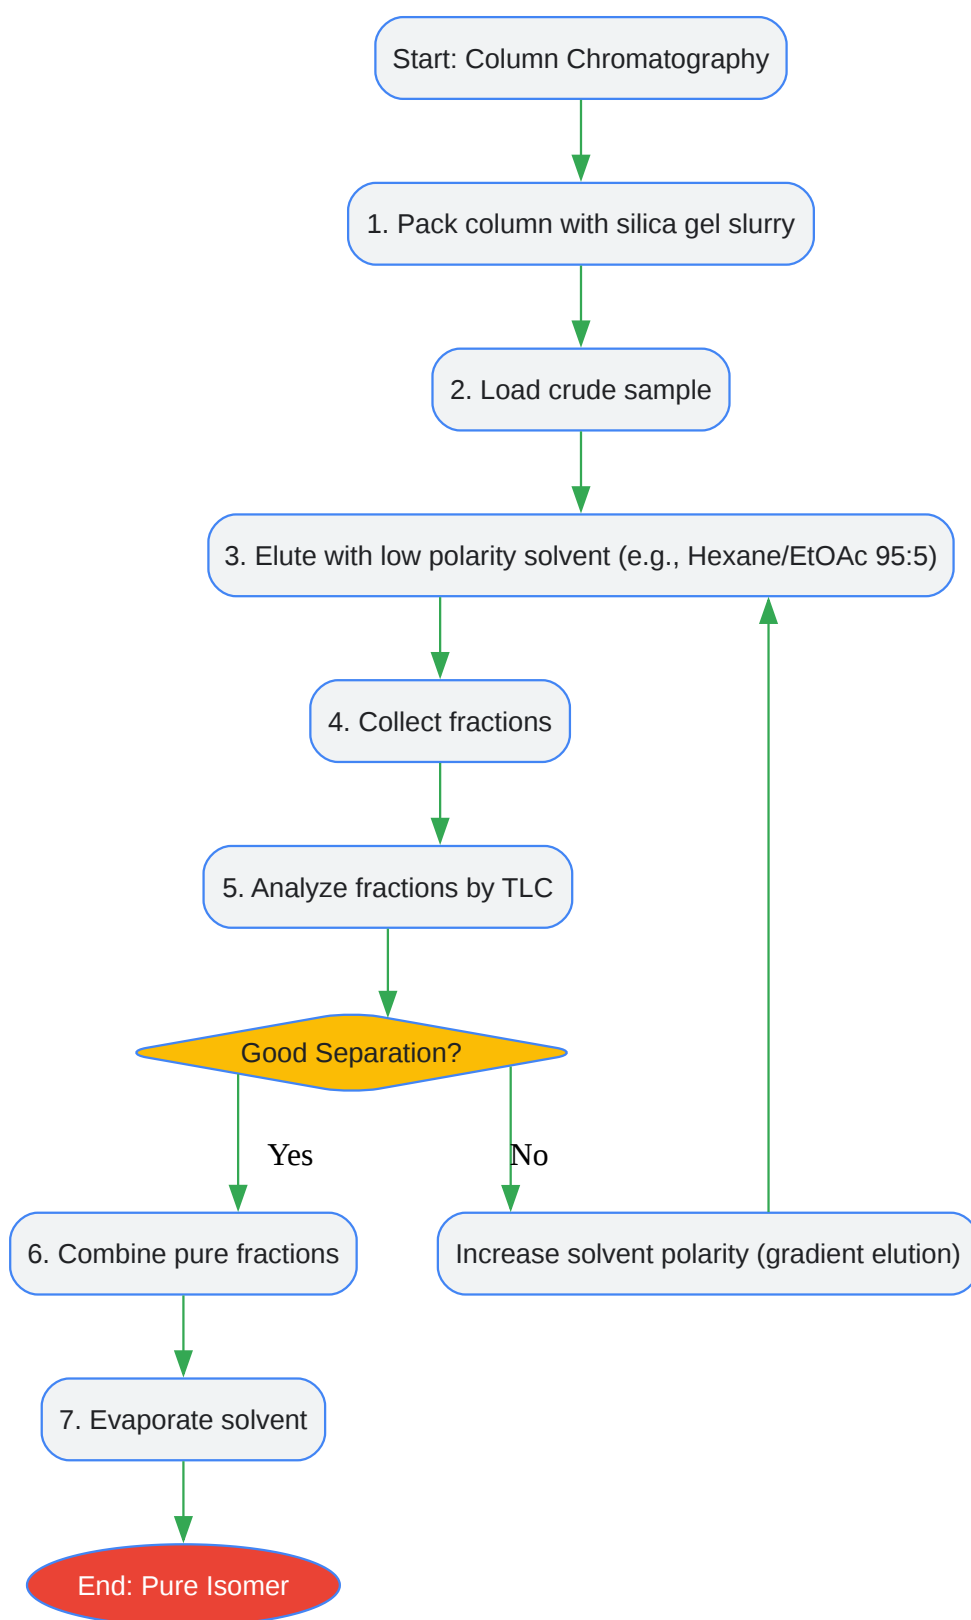 Start: Column Chromatography
1. Pack column with silica gel slurry
2. Load crude sample
3. Elute with low polarity solvent (e.g., Hexane/EtOAc 95:5)
4. Collect fractions
5. Analyze fractions by TLC
Good Separation?
Yes
No
6. Combine pure fractions
Increase solvent polarity (gradient elution)
7. Evaporate solvent
End: Pure Isomer